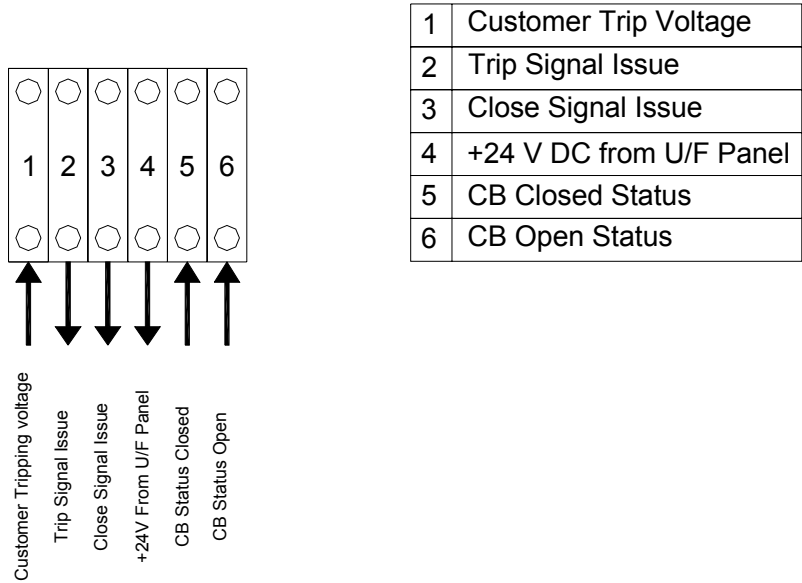 1 Customer Trip Voltage
2 Trip Signal Issue
3 Close Signal Issue
4 +24 V DC from U/F Panel
5 CB Closed Status
6 CB Open Status
1 2 3 4 5 6
Customer Tripping voltage
Trip Signal Issue
Close Signal Issue
+24V From U/F Panel
CB Status Closed
CB Status Open